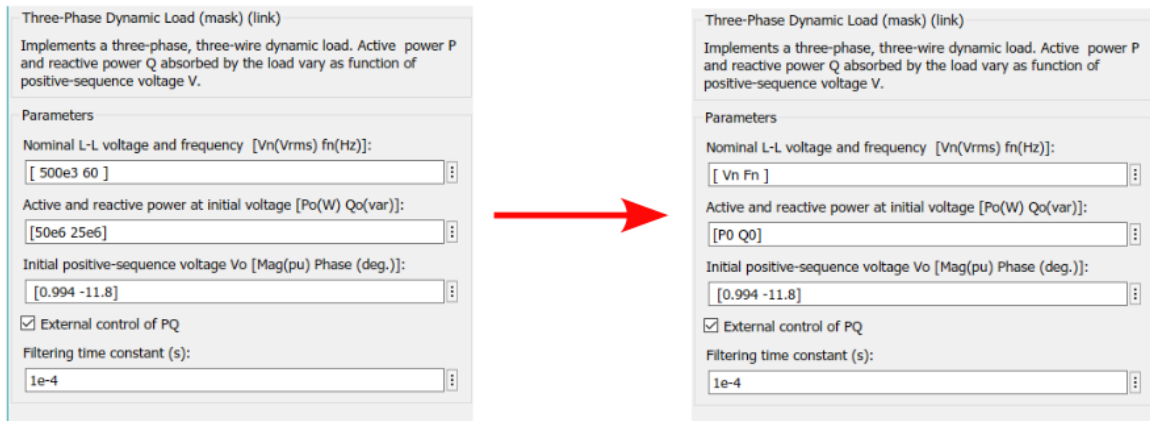 Three-Phase Dynamic Load (mask) (link)
Implements a three-phase, three-wire dynamic load. Active  power P
and reactive power Q absorbed by the load vary as function of
positive-sequence voltage V.
Parameters
Nominal L-L voltage and frequency  [Vn(Vrms) fn(Hz)]:
[ 500e3 60 ]
Active and reactive power at initial voltage [Po(W) Qo(var)]:
[50e6 25e6]
Initial positive-sequence voltage Vo [Mag(pu) Phase (deg.)]:
[0.994 -11.8]
External control of PQ
Filtering time constant (s):
1e-4
Three-Phase Dynamic Load (mask) (link)
Implements a three-phase, three-wire dynamic load. Active  power P
and reactive power Q absorbed by the load vary as function of
positive-sequence voltage V.
Parameters
Nominal L-L voltage and frequency  [Vn(Vrms) fn(Hz)]:
[ Vn Fn ]
Active and reactive power at initial voltage [Po(W) Qo(var)]:
[P0 Q0]
Initial positive-sequence voltage Vo [Mag(pu) Phase (deg.)]:
[0.994 -11.8]
External control of PQ
Filtering time constant (s):
1e-4